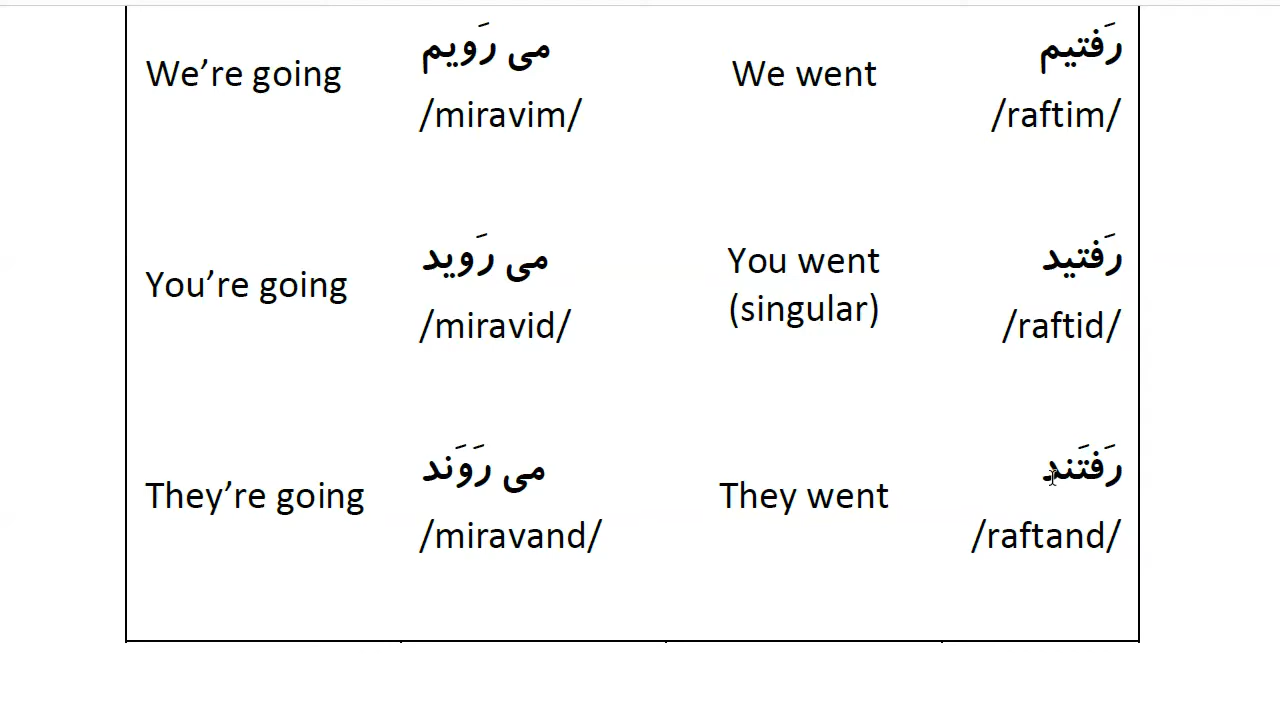 We’re going
می رَویم
/miravim/
We went
رَفتیم
/raftim/
You’re going
می رَوید
/miravid/
You went
(singular)
رَفتید
/raftid/
They’re going
می رَوَند
/miravand/
They went
رَفتَند
/raftand/